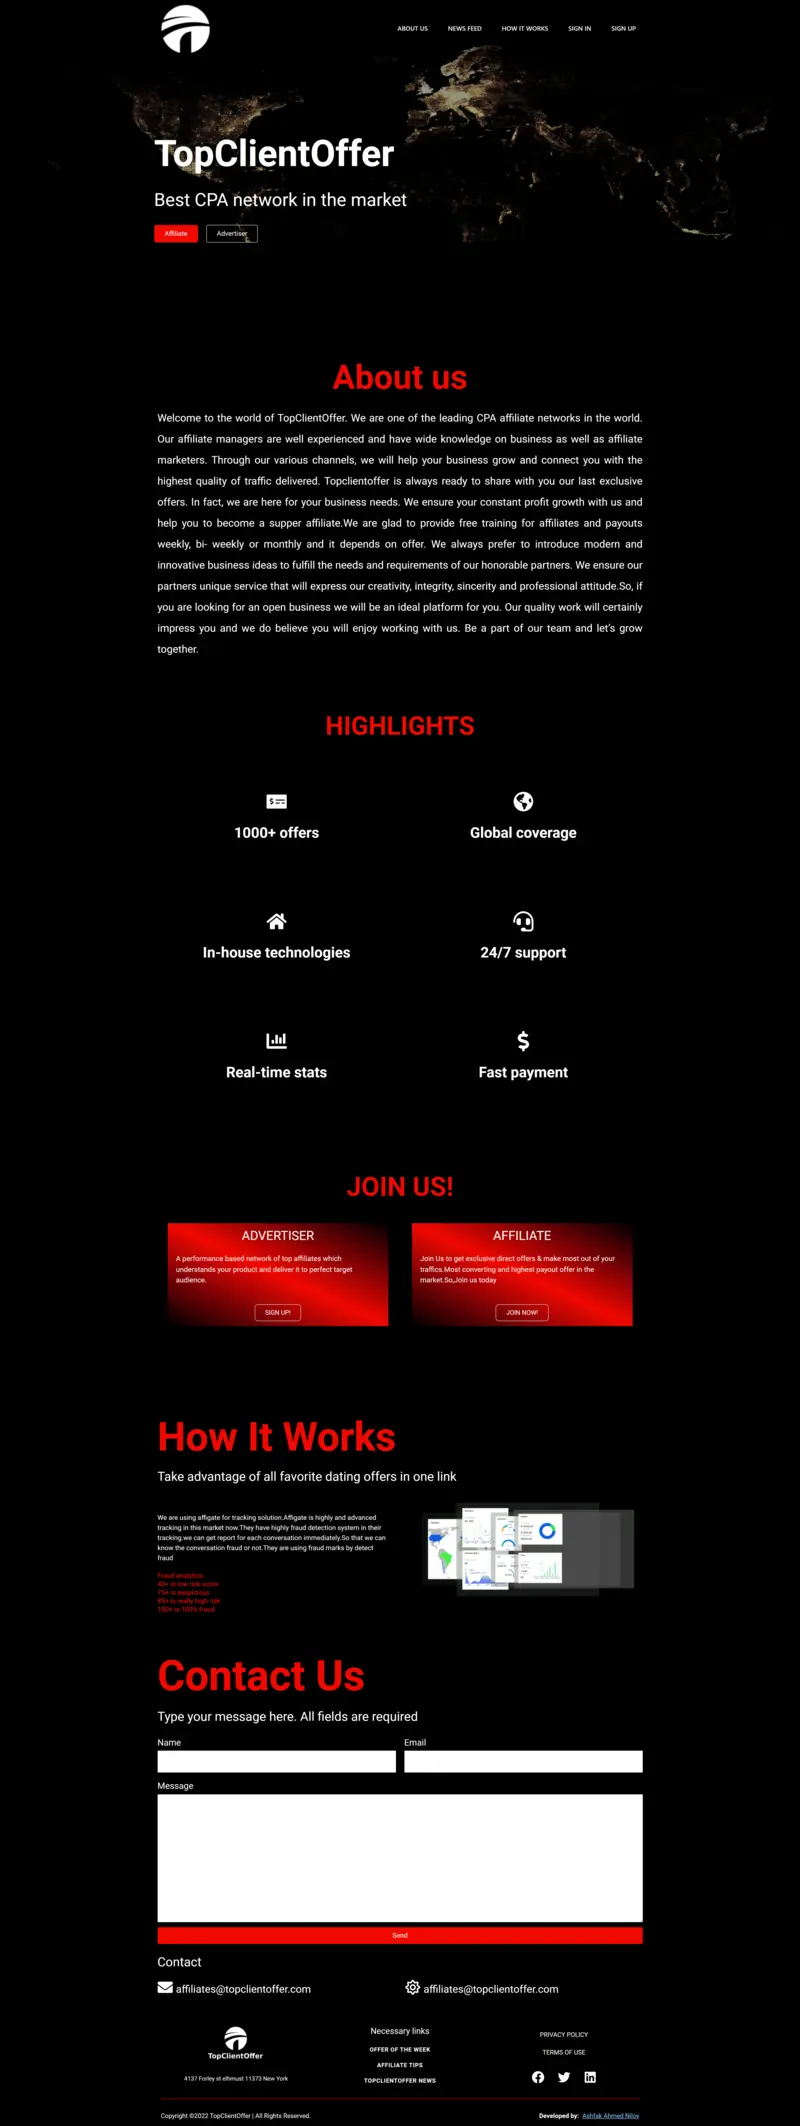 ABOUT US NEWS FEED HOW IT WORKS SIGN IN SIGN UP
TopClientOffer
Best CPA network in the market
Affiliate Advertiser
About us
Welcome to the world of TopClientOffer. We are one of the leading CPA affiliate networks in the world.
Our affiliate managers are well experienced and have wide knowledge on business as well as affiliate
marketers. Through our various channels, we will help your business grow and connect you with the
highest quality of traffic delivered. Topclientoffer is always ready to share with you our last exclusive
offers. In fact, we are here for your business needs. We ensure your constant profit growth with us and
help you to become a supper affiliate.We are glad to provide free training for affiliates and payouts
weekly, bi- weekly or monthly and it depends on offer. We always prefer to introduce modern and
innovative business ideas to fulfill the needs and requirements of our honorable partners. We ensure our
partners unique service that will express our creativity, integrity, sincerity and professional attitude.So, if
you are looking for an open business we will be an ideal platform for you. Our quality work will certainly
impress you and we do believe you will enjoy working with us. Be a part of our team and let's grow
together.
HIGHLIGHTS
1000+ offers
Global coverage
In-house technologies
24/7 support
Real-time stats
Fast payment
JOIN US!
ADVERTISER
A performance based network of top affiliates which
understands your product and deliver it to perfect target
audience.
SIGN UP!
AFFILIATE
Join Us to get exclusive direct offers & make most out of your
traffics.Most converting and highest payout offer in the
market.So,Join us today
JOIN NOW!
How It Works
Take advantage of all favorite dating offers in one link
We are using affigate for tracking solution.Affigate is highly and advanced
tracking in this market now.They have highly fraud detection system in their
tracking.we can get report for each conversation immediately.So that we can
know the conversation fraud or not.They are using fraud marks by detect
fraud
Fraud analytics:
40+ is low risk score
75+ is suspicious
85+ is really high risk
100+ is 100% fraud
Contact Us
Type your message here. All fields are required
Name
Email
Message
Send
Contact
affiliates@topclientoffer.com
affiliates@topclientoffer.com
TopClientOffer
4137 Forley st elhmust 11373 New York
Necessary links
OFFER OF THE WEEK
AFFILIATE TIPS
TOPCLIENTOFFER NEWS
PRIVACY POLICY
TERMS OF USE
Copyright ©2022 TopClientOffer | All Rights Reserved.
Developed by: Ashfak Ahmed Niloy